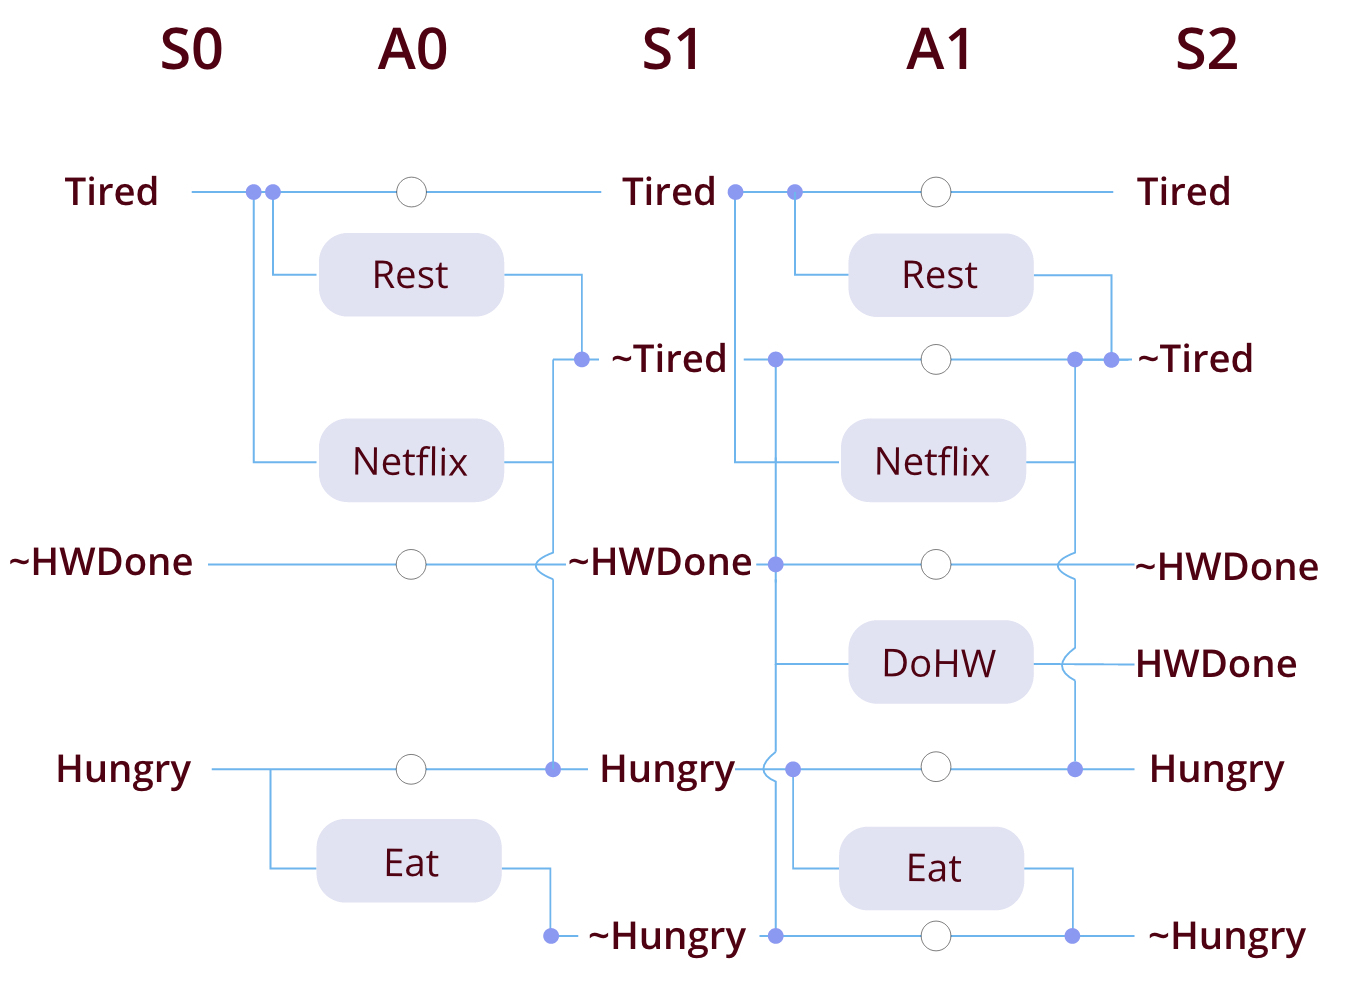 S0 A0 S1 A1 S2
Tired Tired Tired
Rest Rest
~Tired ~Tired
Netflix Netflix
~HWDone ~HWDone ~HWDone
DoHW HWDone
Hungry Hungry Hungry
Eat Eat
~Hungry ~Hungry